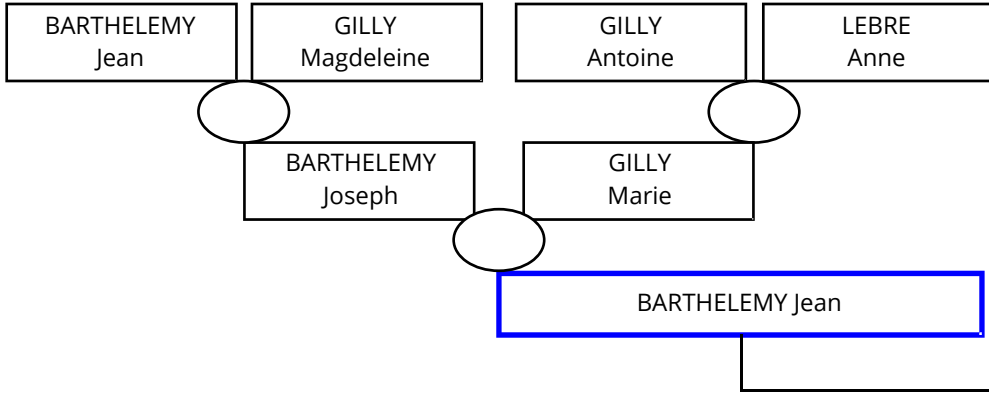 BARTHELEMY
Jean
GILLY
Magdeleine
GILLY
Antoine
LEBRE
Anne
BARTHELEMY
Joseph
GILLY
Marie
BARTHELEMY Jean